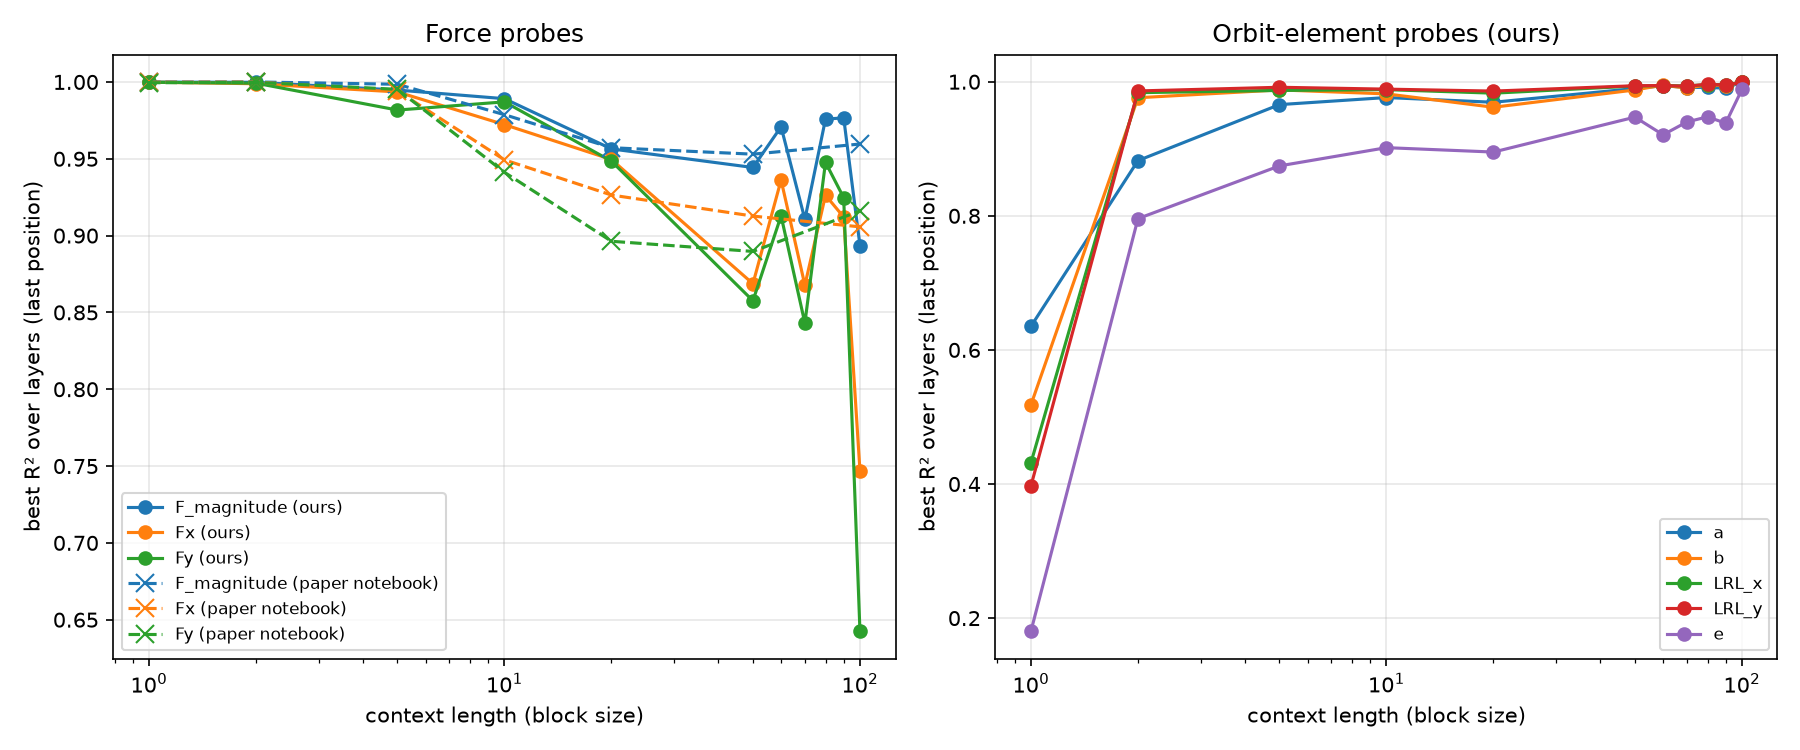 Force probes
best R² over layers (last position)
1.00
0.95
0.90
0.85
0.80
0.75
0.70
0.65
F_magnitude (ours)
Fx (ours)
Fy (ours)
F_magnitude (paper notebook)
Fx (paper notebook)
Fy (paper notebook)
10⁰
10¹
10²
context length (block size)
Orbit-element probes (ours)
best R² over layers (last position)
1.0
0.8
0.6
0.4
0.2
a
b
LRL_x
LRL_y
e
10⁰
10¹
10²
context length (block size)